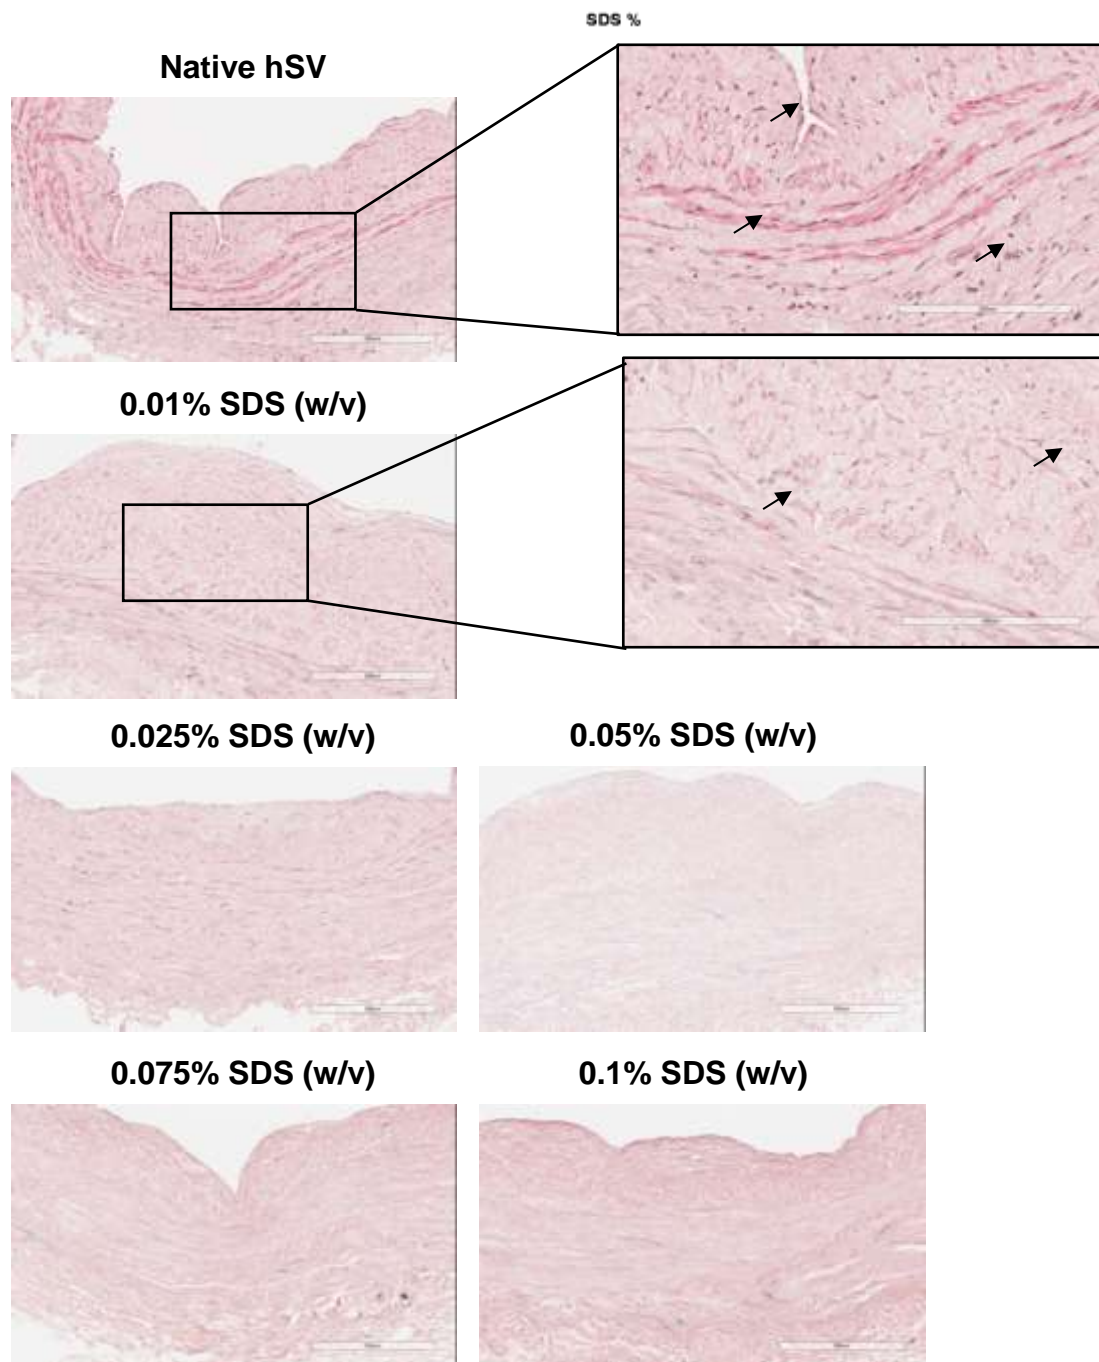 SDS %
Native hSV
0.01% SDS (w/v)
0.025% SDS (w/v)
0.05% SDS (w/v)
0.075% SDS (w/v)
0.1% SDS (w/v)